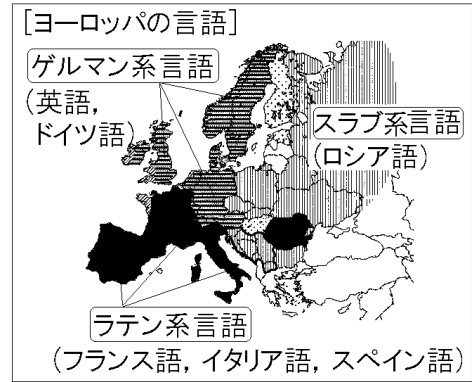 [ヨーロッパの言語]
ゲルマン系言語
(英語,
ドイツ語)
スラブ系言語
(ロシア語)
ラテン系言語
(フランス語, イタリア語, スペイン語)